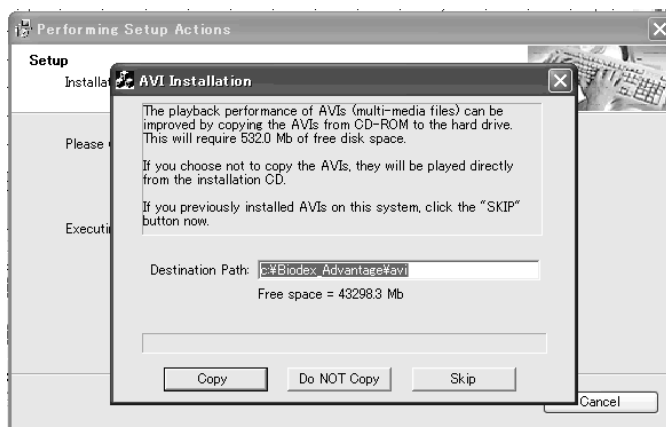 Performing Setup Actions
Setup
AVI Installation
The playback performance of AVIs (multi-media files) can be
improved by copying the AVIs from CD-ROM to the hard drive.
This will require 532.0 Mb of free disk space.
If you choose not to copy the AVIs, they will be played directly
from the installation CD.
If you previously installed AVIs on this system, click the "SKIP"
button now.
Please
Destination Path: c:¥Biodex_Advantage¥avi
Free space = 43298.3 Mb
Copy Do NOT Copy Skip
Cancel